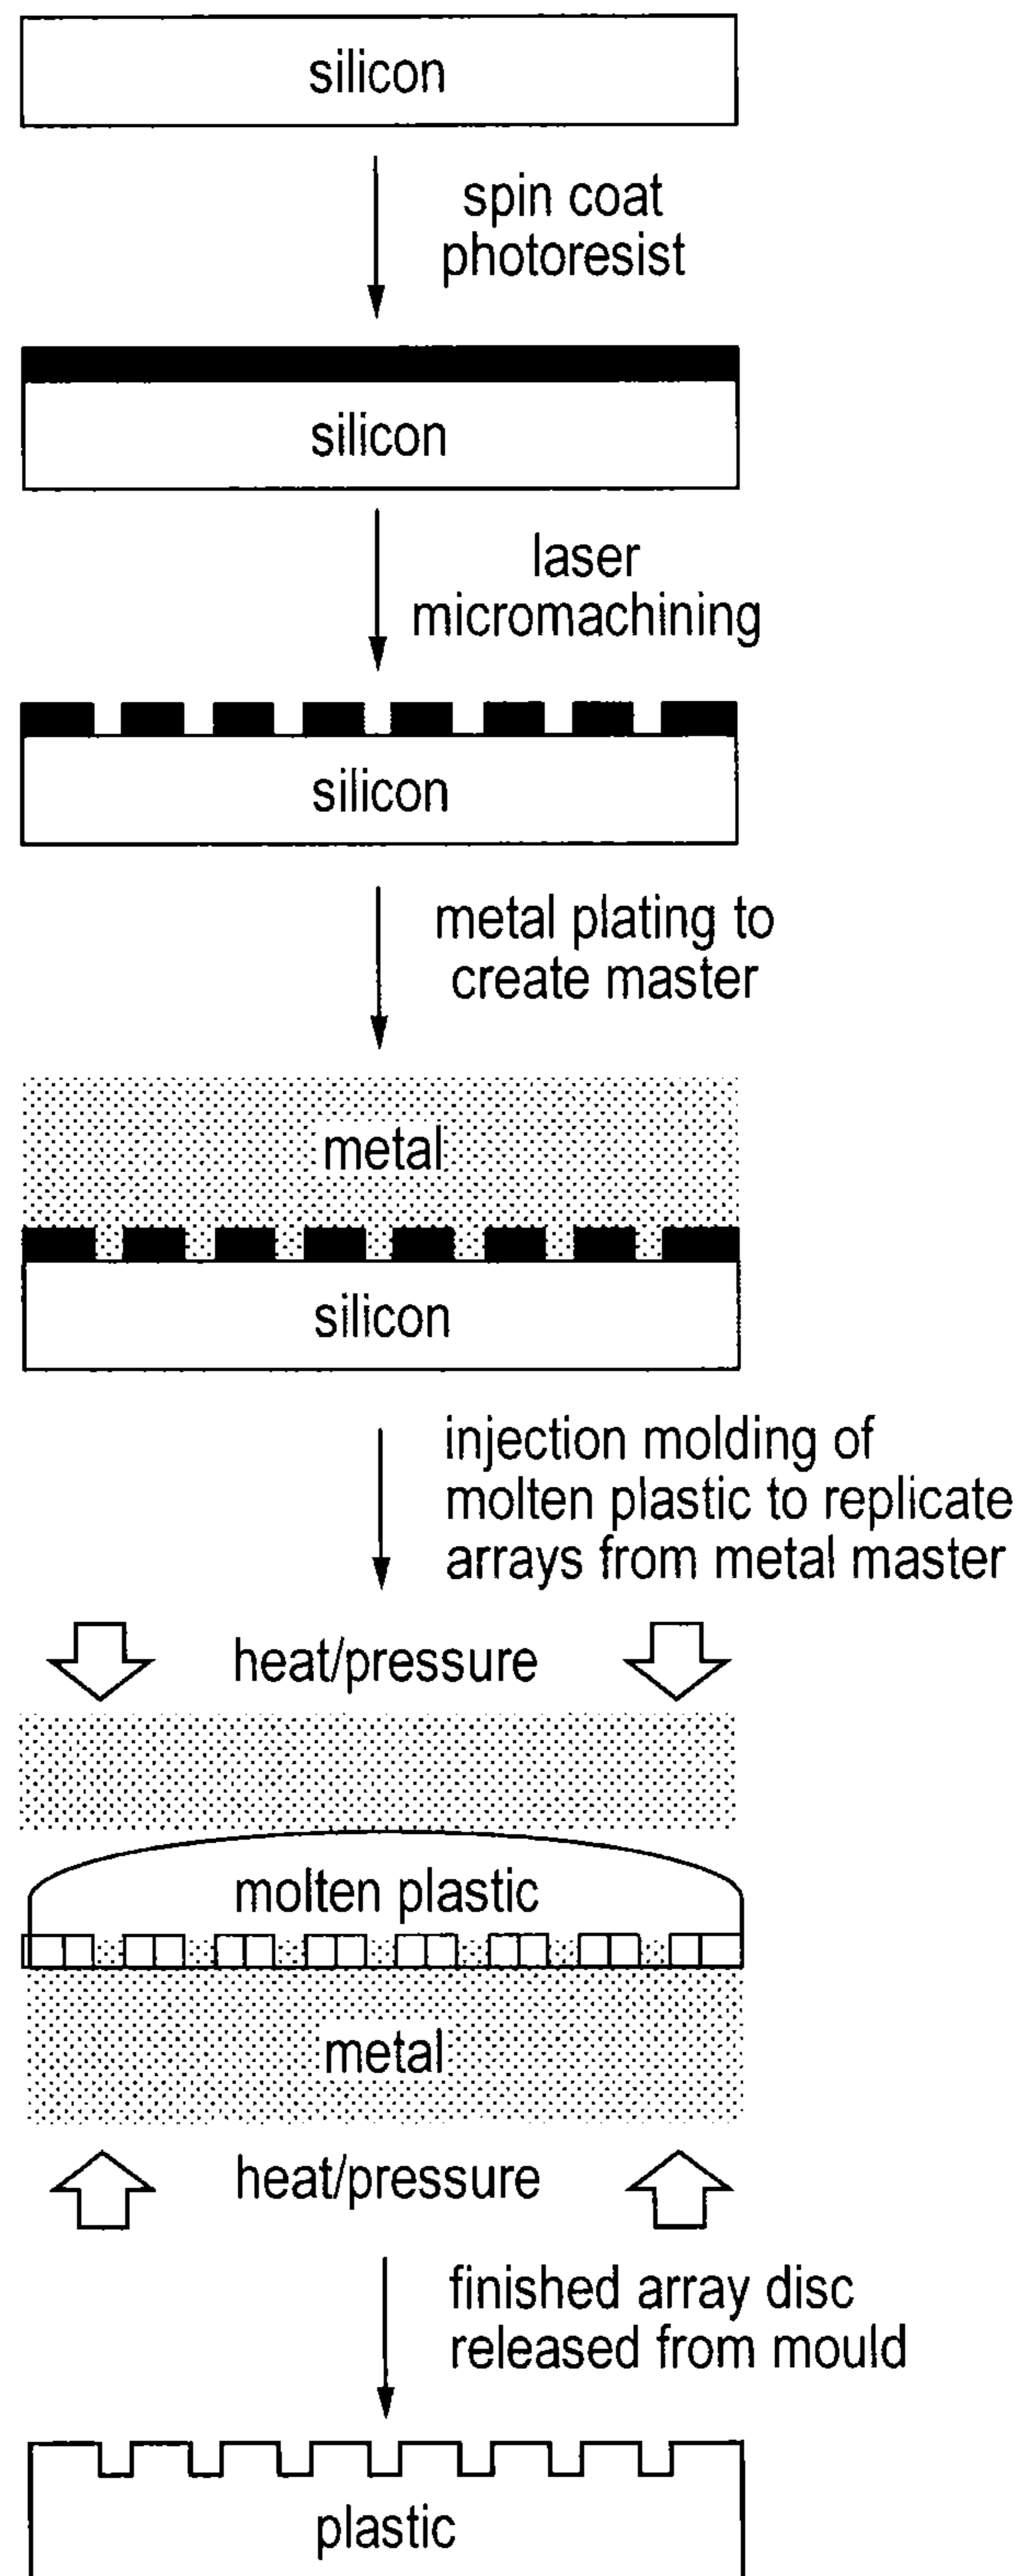 silicon
spin coat
photoresist
silicon
laser
micromachining
silicon
metal plating to
create master
metal
silicon
injection molding of
molten plastic to replicate
arrays from metal master
heat/pressure
molten plastic
metal
heat/pressure
finished array disc
released from mould
plastic